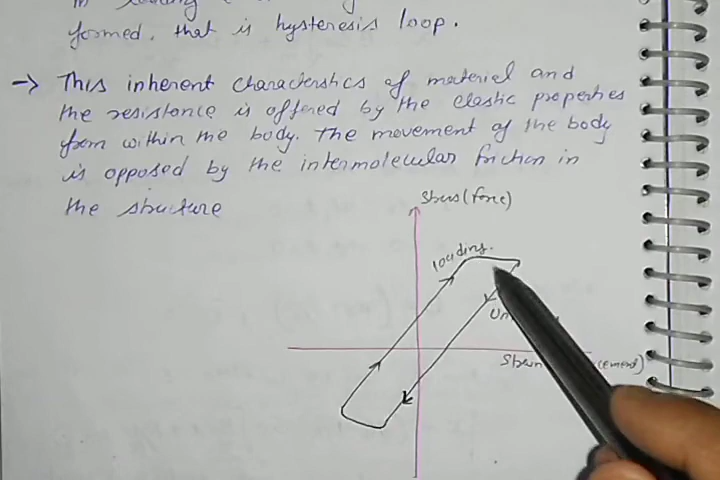 formed, that is hysteresis loop.
→ This inherent characterstics of material and
the resistance is offered by the elastic properties
from within the body. The movement of the body
is opposed by the intermolecular friction in
the structure
Stress (force)
loading.
Un